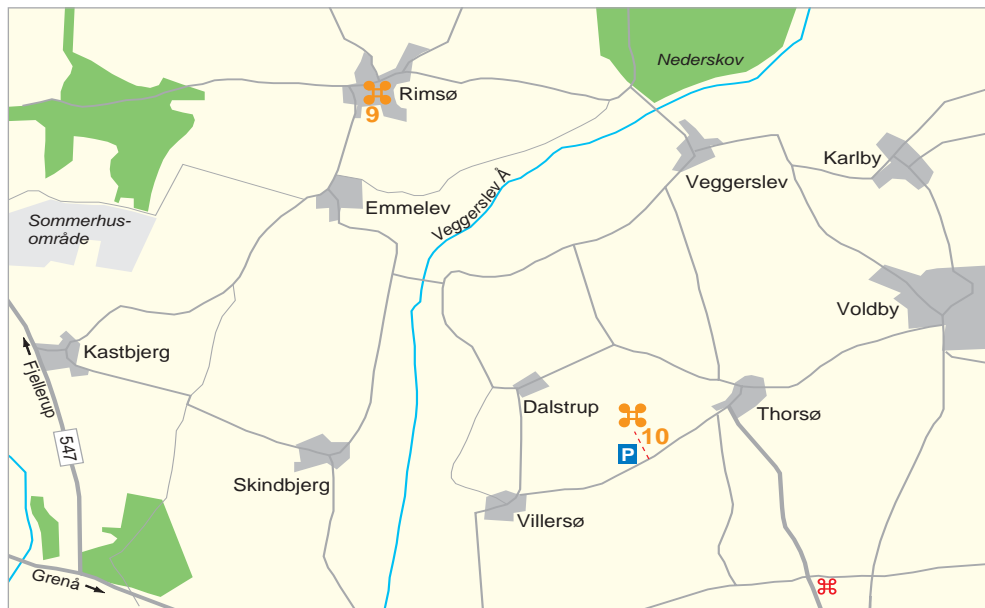 Nederskov
Rimsø
9
Karlby
Veggerslev
Emmelev
Veggerslev Å
Sommerhus-
område
Voldby
Kastbjerg
Fjellerup
Dalstrup
Thorsø
10
547
P
Skindbjerg
Villersø
Grenå